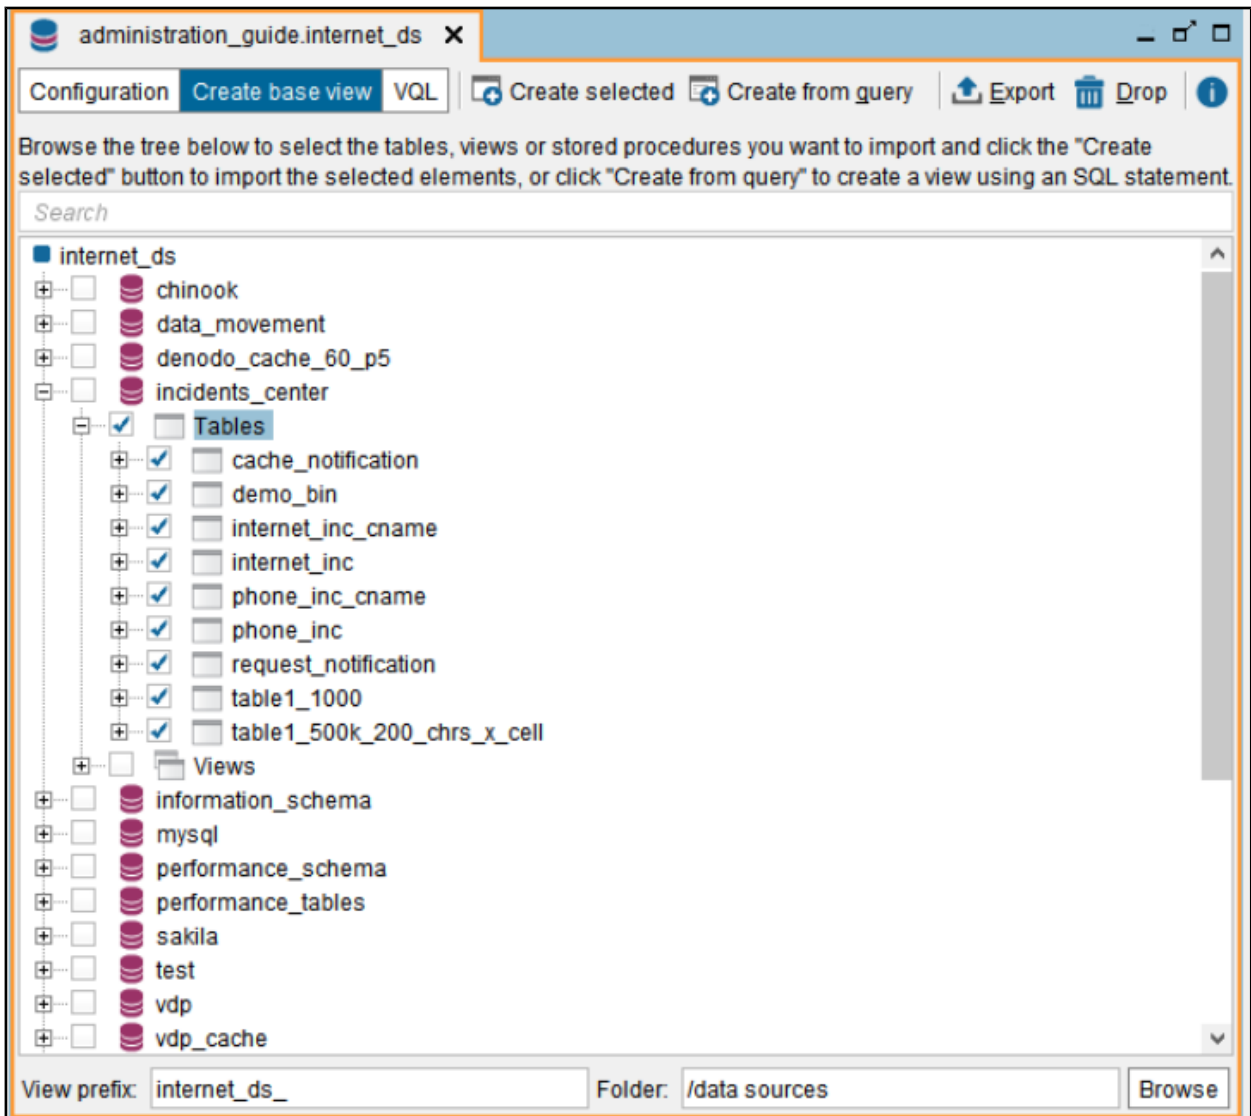 administration_guide.internet_ds
Configuration Create base view VQL Create selected Create from query Export Drop
Browse the tree below to select the tables, views or stored procedures you want to import and click the "Create
selected" button to import the selected elements, or click "Create from query" to create a view using an SQL statement.
Search
internet_ds
chinook
data_movement
denodo_cache_60_p5
incidents_center
Tables
cache_notification
demo_bin
internet_inc_cname
internet_inc
phone_inc_cname
phone_inc
request_notification
table1_1000
table1_500k_200_chrs_x_cell
Views
information_schema
mysql
performance_schema
performance_tables
sakila
test
vdp
vdp_cache
View prefix: internet_ds_ Folder: /data sources Browse